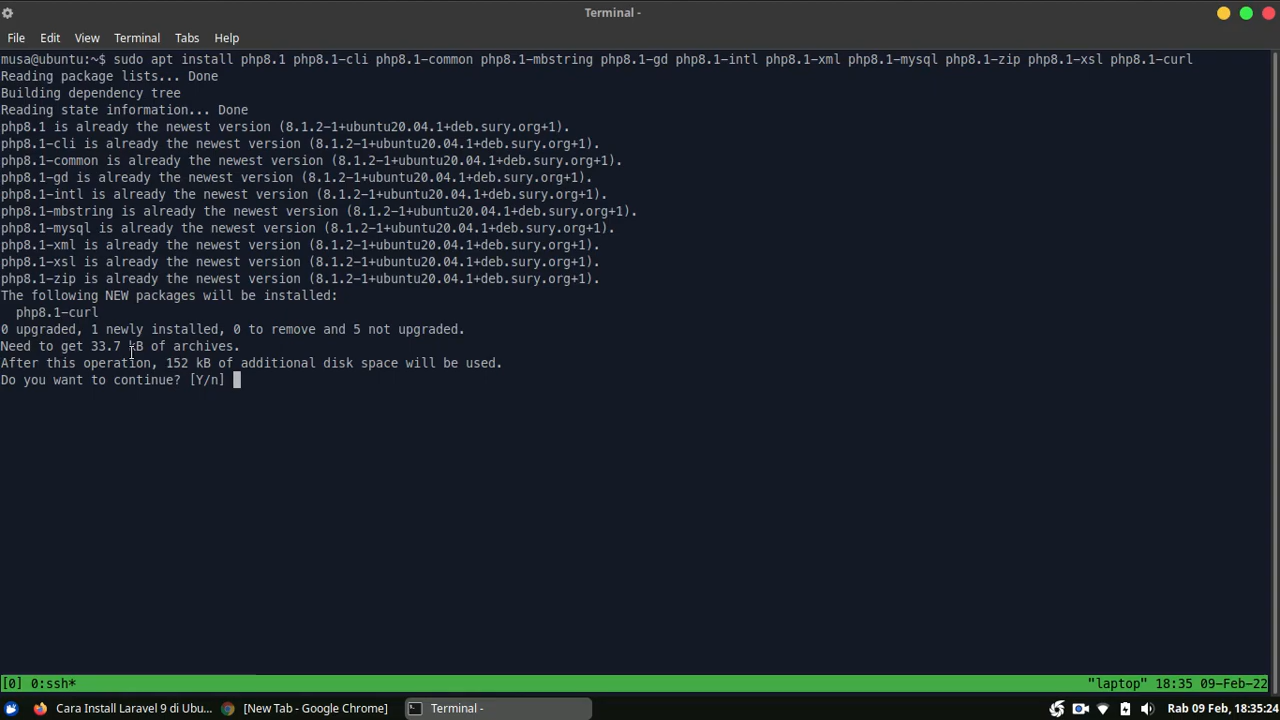 Terminal -
File Edit View Terminal Tabs Help
musa@ubuntu:~$ sudo apt install php8.1 php8.1-cli php8.1-common php8.1-mbstring php8.1-gd php8.1-intl php8.1-xml php8.1-mysql php8.1-zip php8.1-xsl php8.1-curl
Reading package lists... Done
Building dependency tree
Reading state information... Done
php8.1 is already the newest version (8.1.2-1+ubuntu20.04.1+deb.sury.org+1).
php8.1-cli is already the newest version (8.1.2-1+ubuntu20.04.1+deb.sury.org+1).
php8.1-common is already the newest version (8.1.2-1+ubuntu20.04.1+deb.sury.org+1).
php8.1-gd is already the newest version (8.1.2-1+ubuntu20.04.1+deb.sury.org+1).
php8.1-intl is already the newest version (8.1.2-1+ubuntu20.04.1+deb.sury.org+1).
php8.1-mbstring is already the newest version (8.1.2-1+ubuntu20.04.1+deb.sury.org+1).
php8.1-mysql is already the newest version (8.1.2-1+ubuntu20.04.1+deb.sury.org+1).
php8.1-xml is already the newest version (8.1.2-1+ubuntu20.04.1+deb.sury.org+1).
php8.1-xsl is already the newest version (8.1.2-1+ubuntu20.04.1+deb.sury.org+1).
php8.1-zip is already the newest version (8.1.2-1+ubuntu20.04.1+deb.sury.org+1).
The following NEW packages will be installed:
php8.1-curl
0 upgraded, 1 newly installed, 0 to remove and 5 not upgraded.
Need to get 33.7 kB of archives.
After this operation, 152 kB of additional disk space will be used.
Do you want to continue? [Y/n]
[0] 0:ssh* "laptop" 18:35 09-Feb-22
Cara Install Laravel 9 di Ubu... [New Tab - Google Chrome] Terminal - Rab 09 Feb, 18:35:24